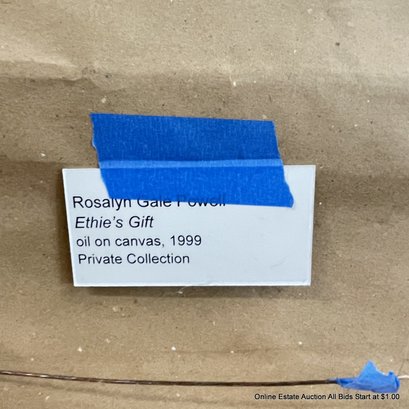 Rosalyn Gale Powell
Ethie's Gift
oil on canvas, 1999
Private Collection
Online Estate Auction All Bids Start at $1.00